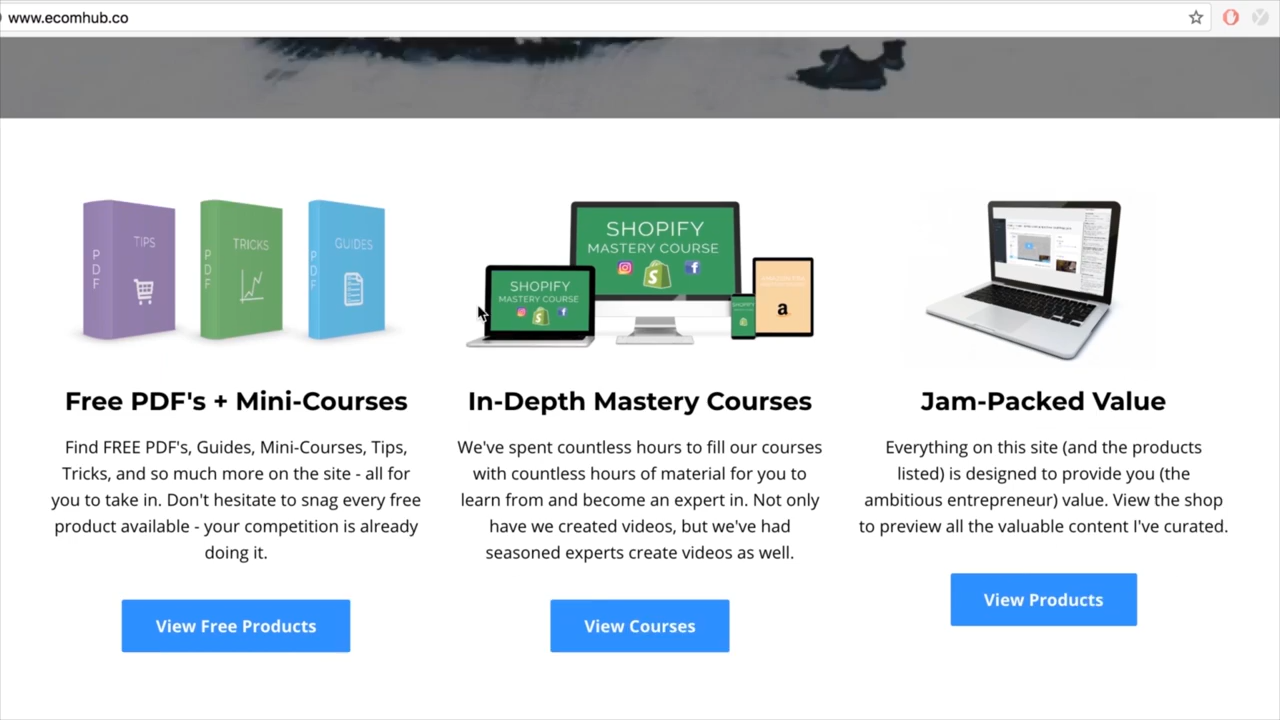 www.ecomhub.co
PDF
TIPS
PDF
TRICKS
PDF
GUIDES
SHOPIFY
MASTERY COURSE
SHOPIFY
MASTERY COURSE
SHOPIFY
a
Free PDF's + Mini-Courses
Find FREE PDF's, Guides, Mini-Courses, Tips,
Tricks, and so much more on the site - all for
you to take in. Don't hesitate to snag every free
product available - your competition is already
doing it.
View Free Products
In-Depth Mastery Courses
We've spent countless hours to fill our courses
with countless hours of material for you to
learn from and become an expert in. Not only
have we created videos, but we've had
seasoned experts create videos as well.
View Courses
Jam-Packed Value
Everything on this site (and the products
listed) is designed to provide you (the
ambitious entrepreneur) value. View the shop
to preview all the valuable content I've curated.
View Products